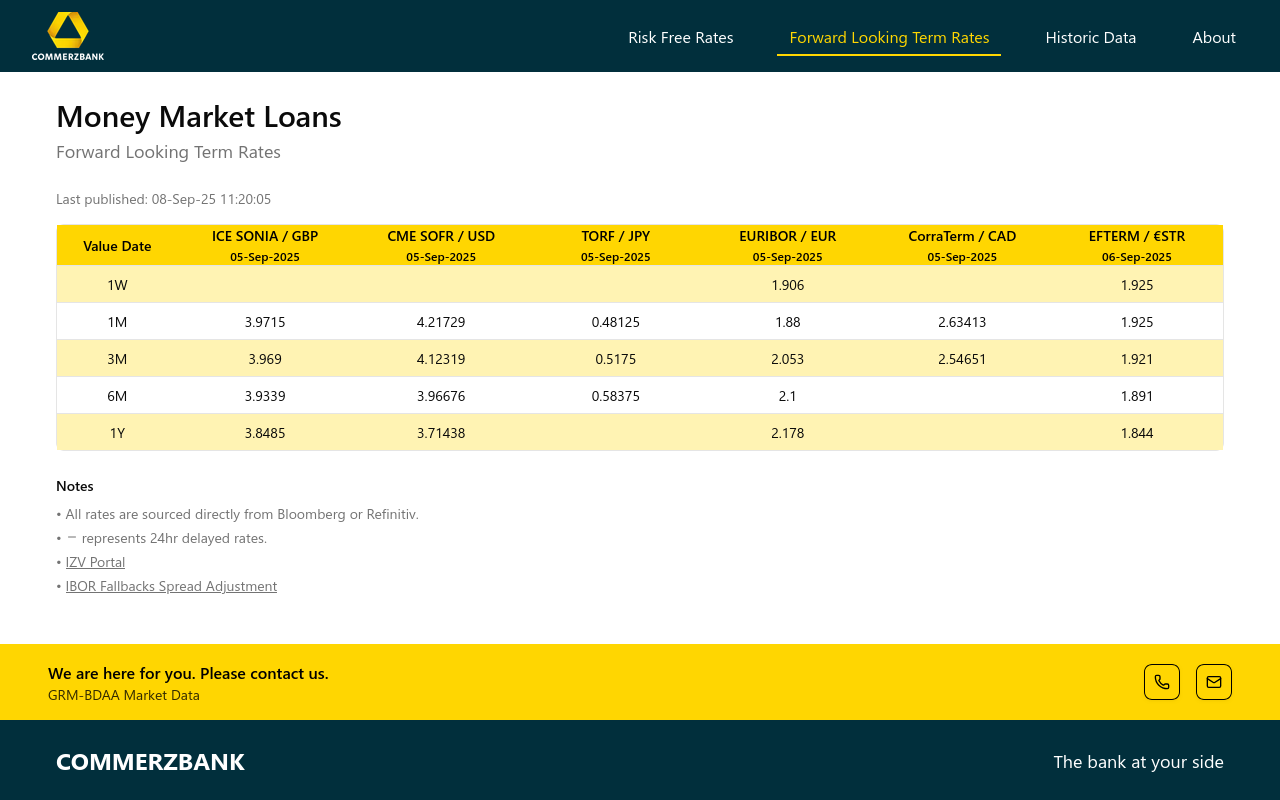 COMMERZBANK
Risk Free Rates Forward Looking Term Rates Historic Data About
Money Market Loans
Forward Looking Term Rates
Last published: 08-Sep-25 11:20:05
Value Date ICE SONIA / GBP CME SOFR / USD TORF / JPY EURIBOR / EUR CorraTerm / CAD EFTERM / €STR
05-Sep-2025 05-Sep-2025 05-Sep-2025 05-Sep-2025 05-Sep-2025 06-Sep-2025
1W 1.906 1.925
1M 3.9715 4.21729 0.48125 1.88 2.63413 1.925
3M 3.969 4.12319 0.5175 2.053 2.54651 1.921
6M 3.9339 3.96676 0.58375 2.1 1.891
1Y 3.8485 3.71438 2.178 1.844
Notes
• All rates are sourced directly from Bloomberg or Refinitiv.
• — represents 24hr delayed rates.
• IZV Portal
• IBOR Fallbacks Spread Adjustment
We are here for you. Please contact us.
GRM-BDAA Market Data
COMMERZBANK The bank at your side